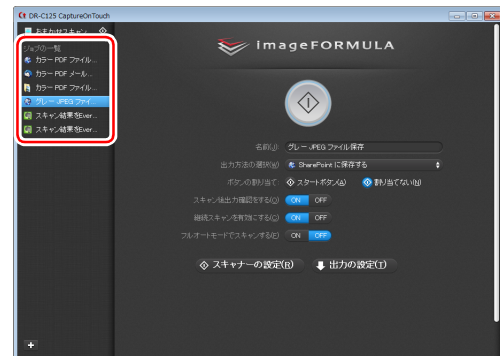 DR-C125 CaptureOnTouch
おまかせスキャン
ジョブの一覧
カラー PDF ファイル...
カラー PDF メール...
カラー PDF ファイル...
グレー JPEG ファイ...
スキャン結果をEver...
スキャン結果をEver...
imageFORMULA
名前(J): グレー JPEG ファイル保存
出力方法の選択(W) SharePoint に保存する
ボタンの割り当て: スタートボタン(A) 割り当てない(N)
スキャン後出力確認をする(O) ON OFF
継続スキャンを有効にする(C) ON OFF
フルオートモードでスキャンする(E) ON OFF
スキャナーの設定(R) 出力の設定(T)